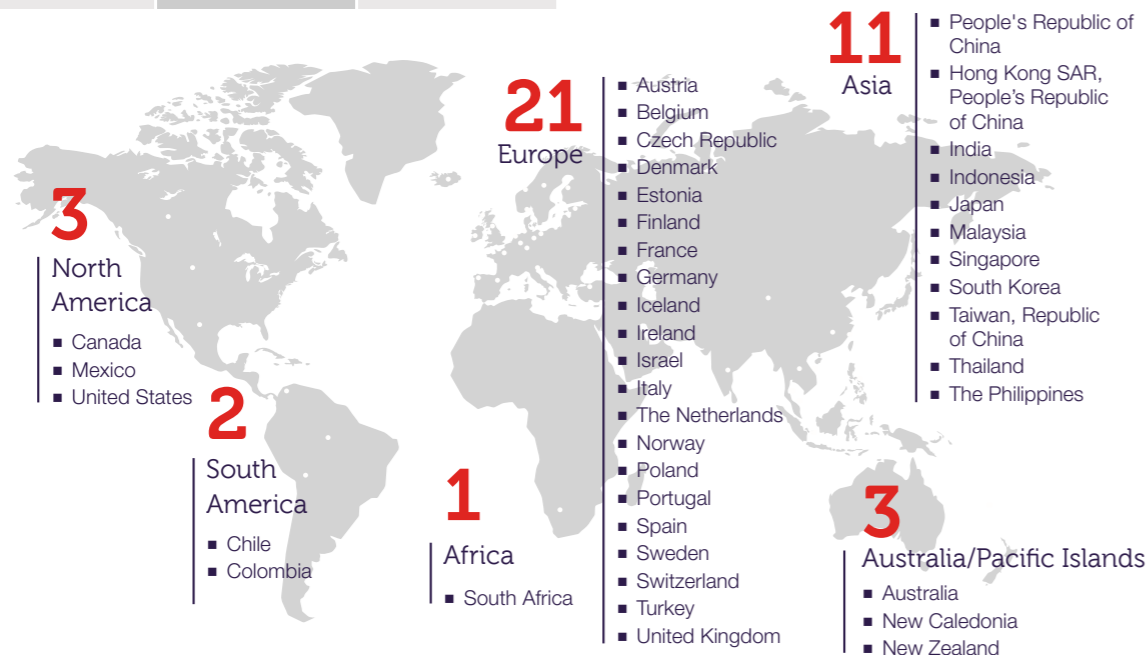 3
North
America
■ Canada
■ Mexico
■ United States
2
South
America
■ Chile
■ Colombia
1
Africa
■ South Africa
21
Europe
■ Austria
■ Belgium
■ Czech Republic
■ Denmark
■ Estonia
■ Finland
■ France
■ Germany
■ Iceland
■ Ireland
■ Israel
■ Italy
■ The Netherlands
■ Norway
■ Poland
■ Portugal
■ Spain
■ Sweden
■ Switzerland
■ Turkey
■ United Kingdom
11
Asia
■ People's Republic of
China
■ Hong Kong SAR,
People’s Republic
of China
■ India
■ Indonesia
■ Japan
■ Malaysia
■ Singapore
■ South Korea
■ Taiwan, Republic
of China
■ Thailand
■ The Philippines
3
Australia/Pacific Islands
■ Australia
■ New Caledonia
■ New Zealand